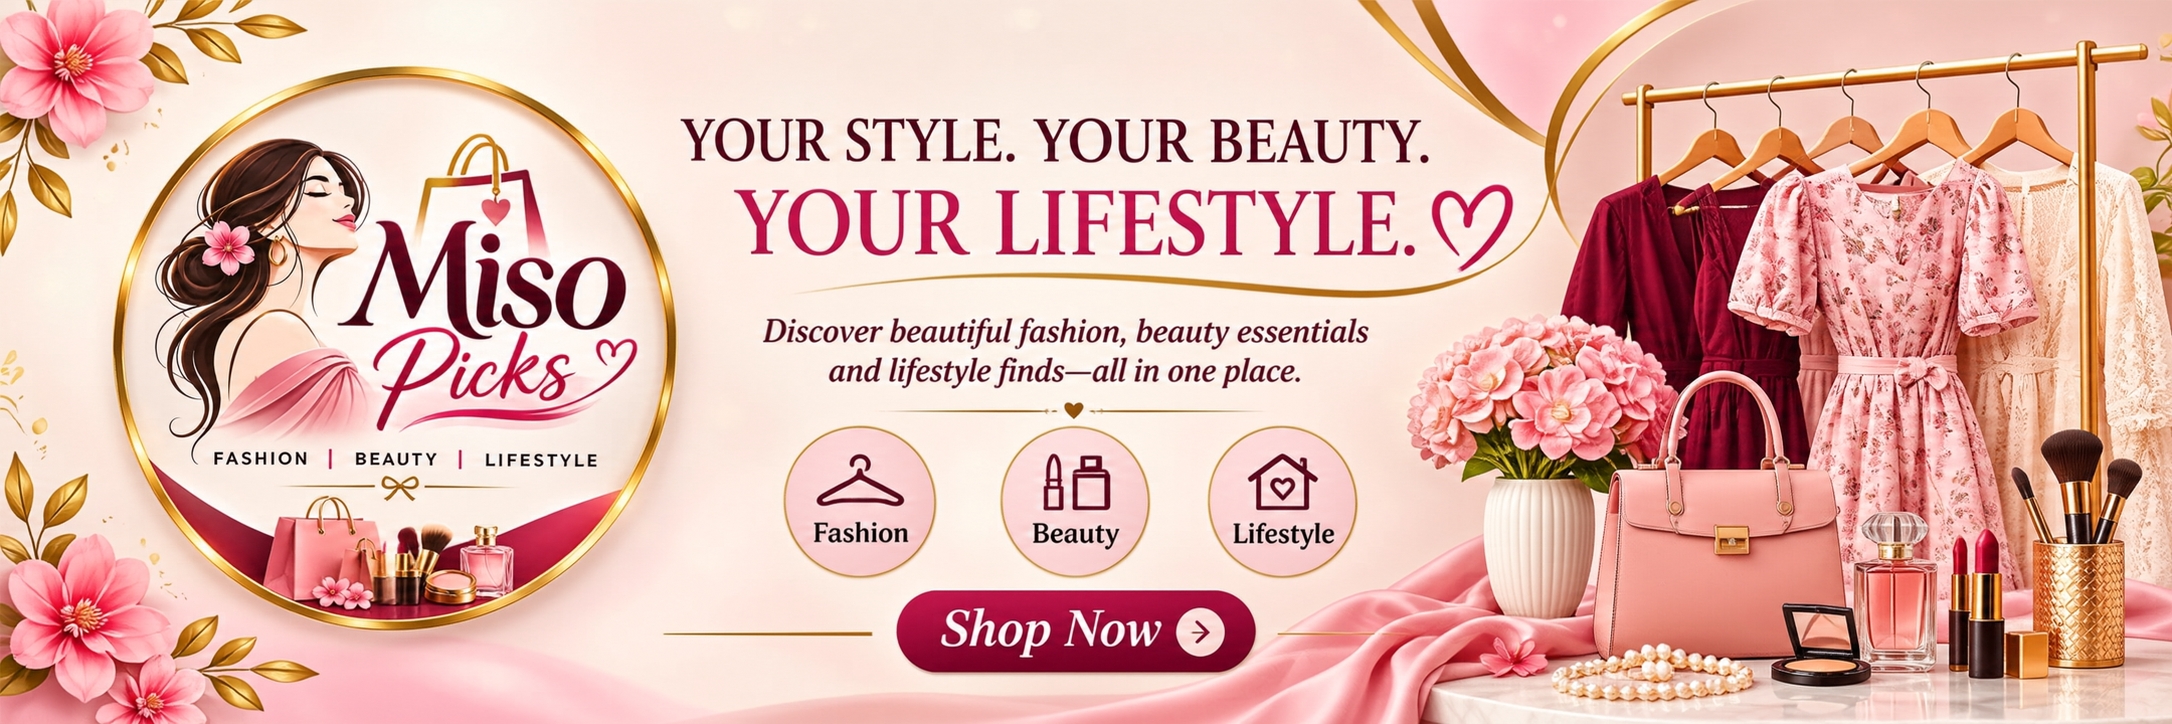 Miso
Picks
FASHION | BEAUTY | LIFESTYLE
YOUR STYLE. YOUR BEAUTY.
YOUR LIFESTYLE.
Discover beautiful fashion, beauty essentials
and lifestyle finds—all in one place.
Fashion
Beauty
Lifestyle
Shop Now